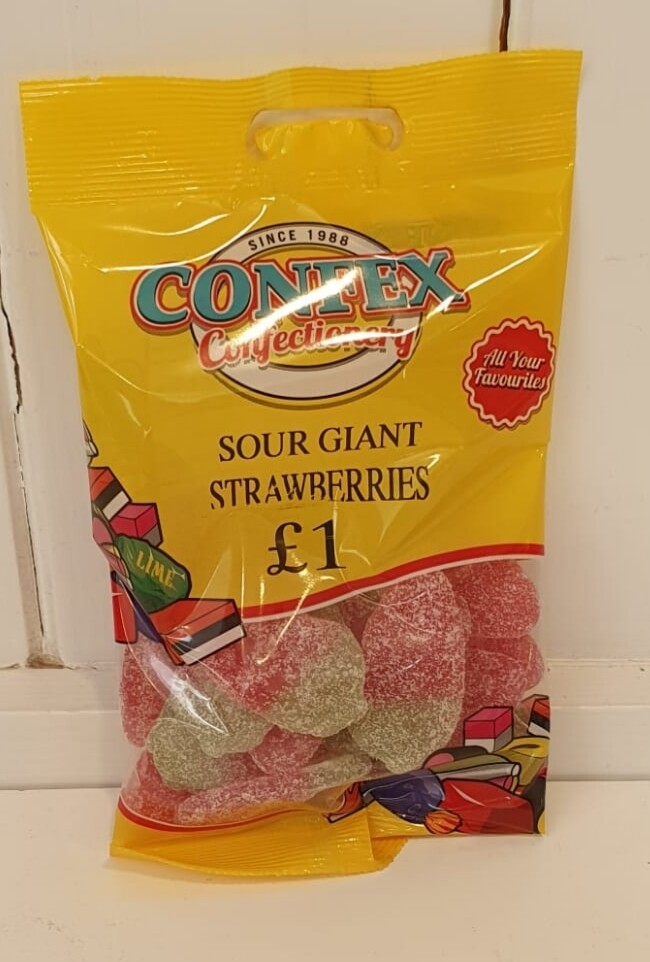 SINCE 1988
CONFEX
Confectionery
All Your
Favourites
SOUR GIANT
STRAWBERRIES
£1
LIME